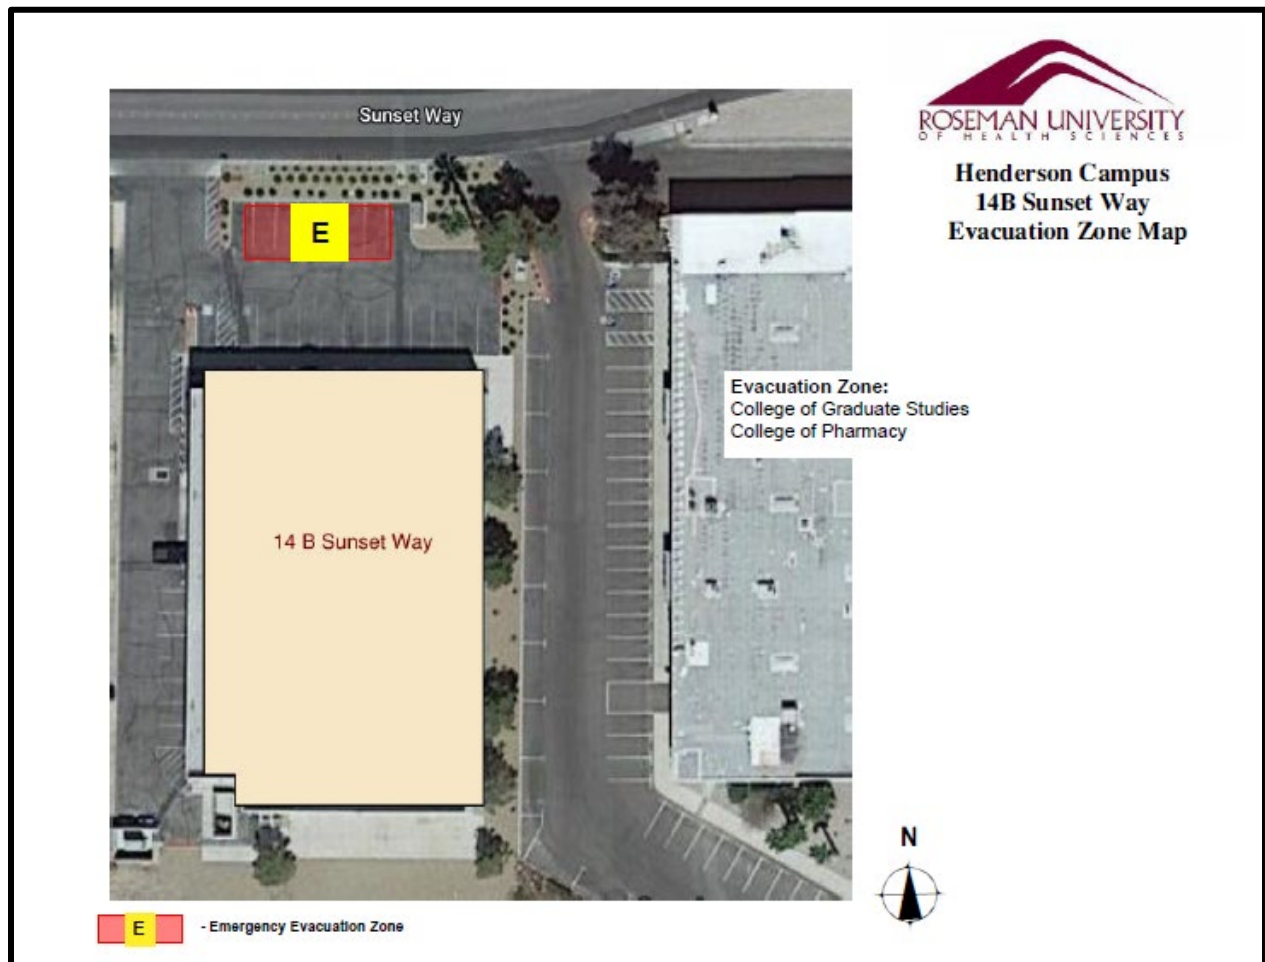 ROSEMAN UNIVERSITY
OF HEALTH SCIENCES
Henderson Campus
14B Sunset Way
Evacuation Zone Map
Sunset Way
E
Evacuation Zone:
College of Graduate Studies
College of Pharmacy
14 B Sunset Way
N
E - Emergency Evacuation Zone